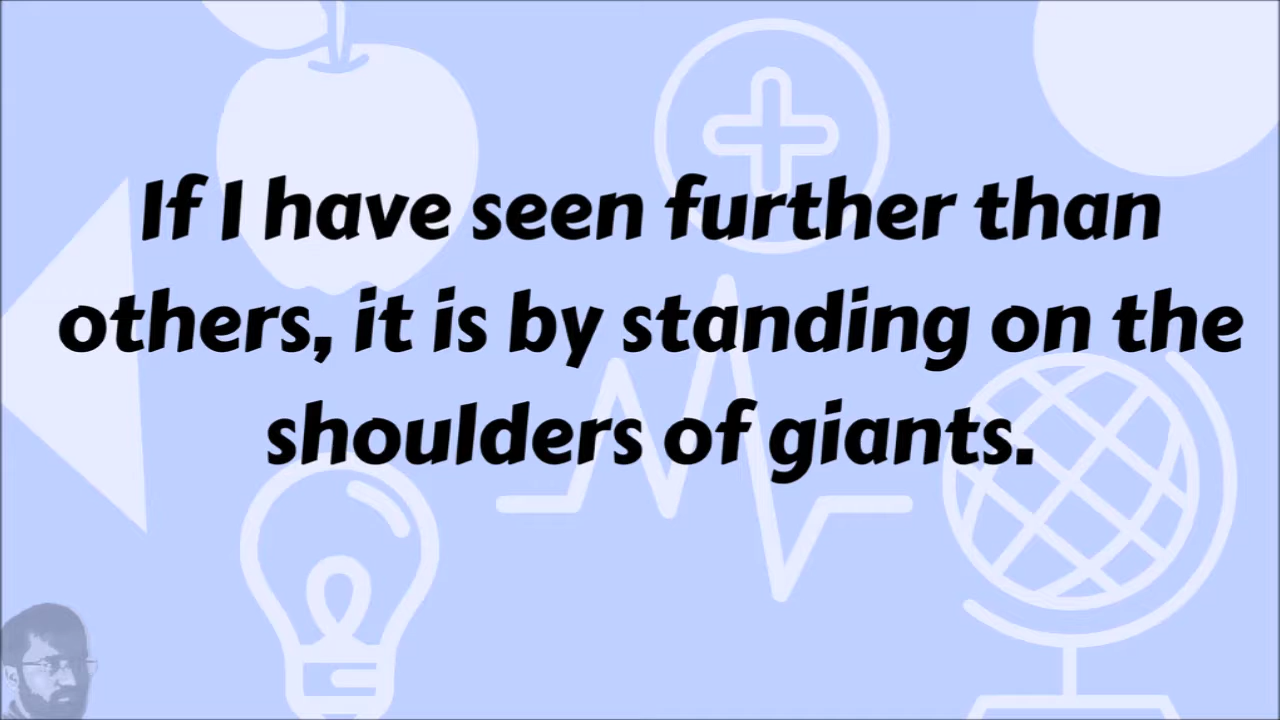 If I have seen further than
others, it is by standing on the
shoulders of giants.